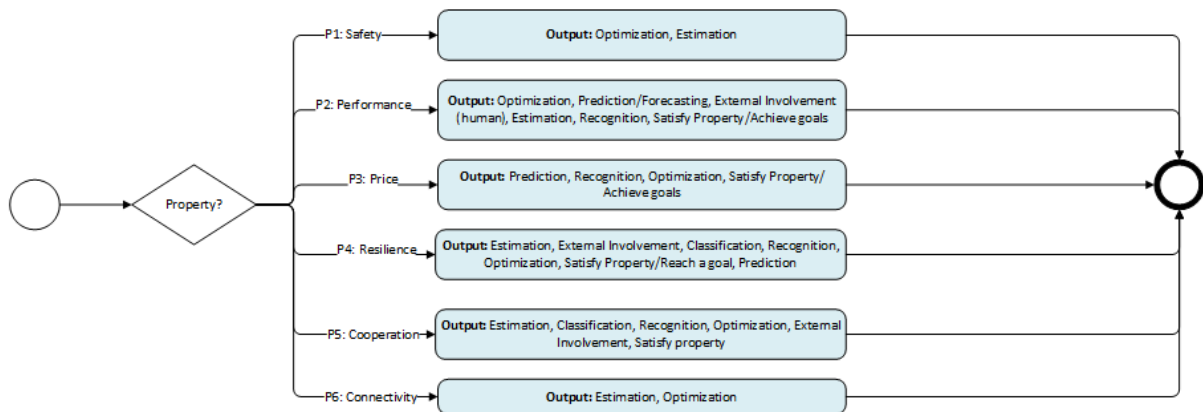 P1: Safety
Output: Optimization, Estimation
P2: Performance
Output: Optimization, Prediction/Forecasting, External Involvement
(human), Estimation, Recognition, Satisfy Property/Achieve goals
Property?
P3: Price
Output: Prediction, Recognition, Optimization, Satisfy Property/
Achieve goals
P4: Resilience
Output: Estimation, External Involvement, Classification, Recognition,
Optimization, Satisfy Property/Reach a goal, Prediction
P5: Cooperation
Output: Estimation, Classification, Recognition, Optimization, External
Involvement, Satisfy property
P6: Connectivity
Output: Estimation, Optimization